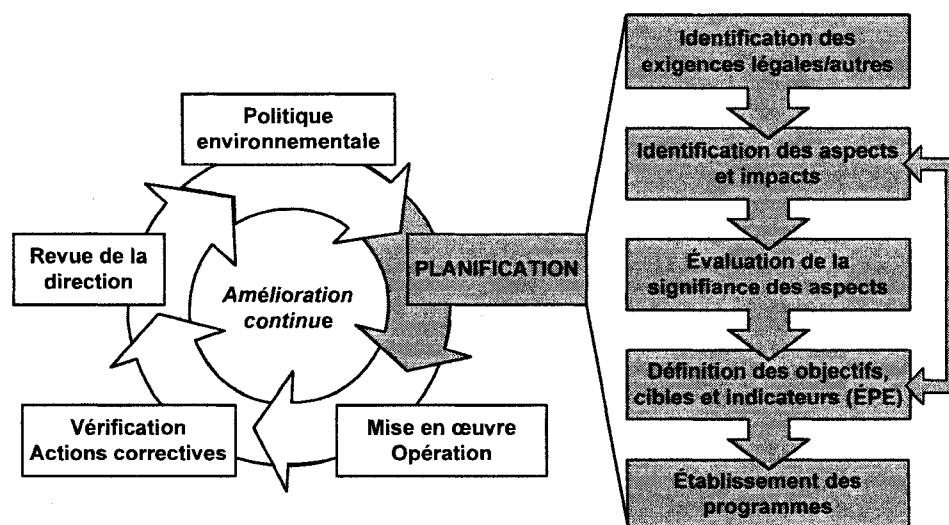 Politique
environnementale
Revue de la
direction
Amélioration
continue
PLANIFICATION
Vérification
Actions correctives
Mise en œuvre
Opération
Identification des
exigences légales/autres
Identification des aspects
et impacts
Évaluation de la
signifiance des aspects
Définition des objectifs,
cibles et indicateurs (ÉPE)
Établissement des
programmes